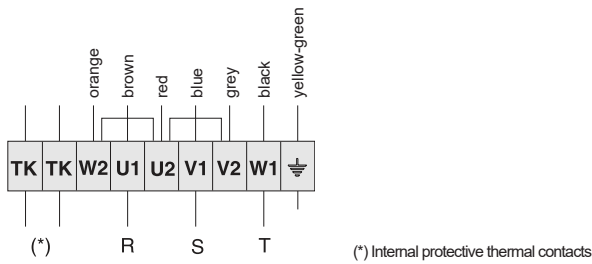 orange brown red blue grey black yellow-green
TK TK W2 U1 U2 V1 V2 W1
(*) R S T
(*) Internal protective thermal contacts